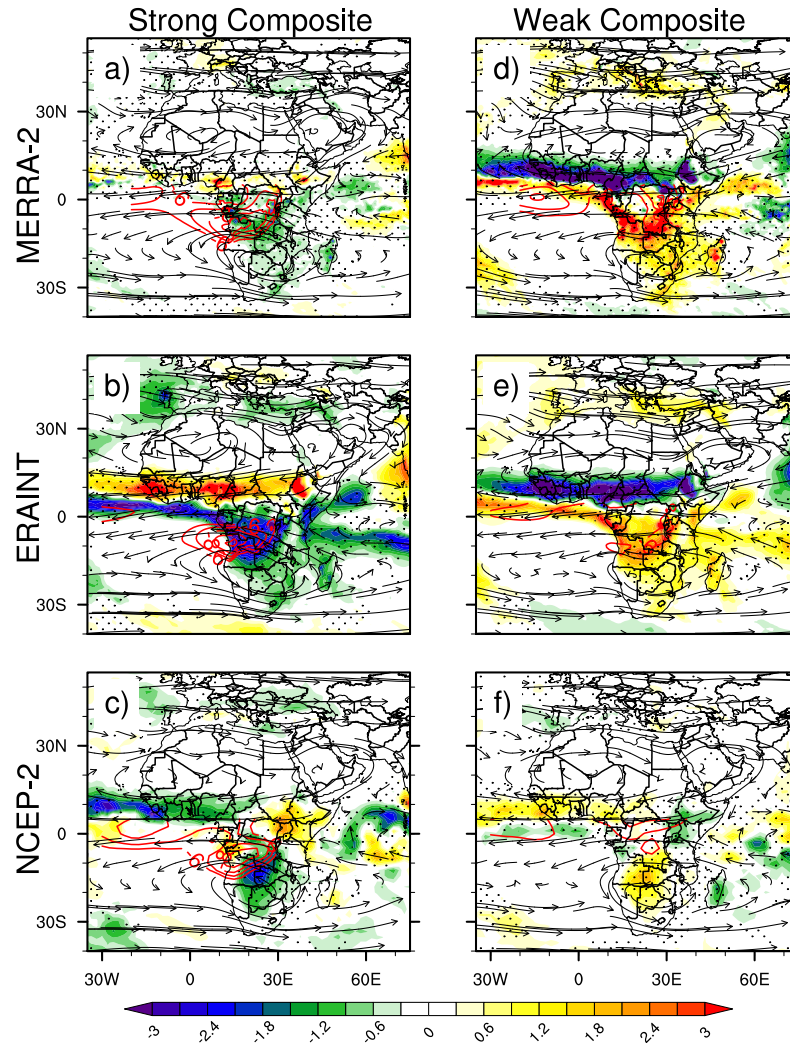 Strong Composite Weak Composite
MERRA-2
a)
d)
30N
0
30S
ERAINT
b)
e)
30N
0
30S
NCEP-2
c)
f)
30N
0
30S
30W 0 30E 60E 30W 0 30E 60E
-3 -2.4 -1.8 -1.2 -0.6 0 0.6 1.2 1.8 2.4 3